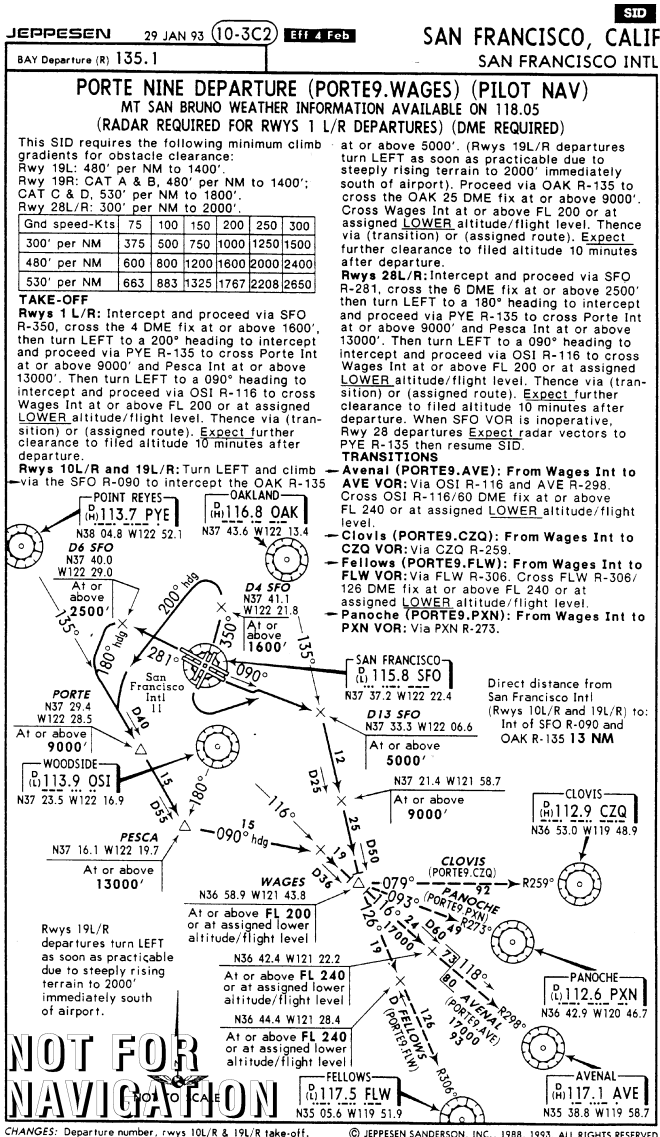 SID
JEPPESEN 29 JAN 93 (10-3C2) Eff 4 Feb
SAN FRANCISCO, CALIF
SAN FRANCISCO INTL
BAY Departure (R) 135.1
PORTE NINE DEPARTURE (PORTE9.WAGES) (PILOT NAV)
MT SAN BRUNO WEATHER INFORMATION AVAILABLE ON 118.05
(RADAR REQUIRED FOR RWYS 1 L/R DEPARTURES) (DME REQUIRED)
This SID requires the following minimum climb
gradients for obstacle clearance:
Rwy 19L: 480' per NM to 1400'.
Rwy 19R: CAT A & B, 480' per NM to 1400';
CAT C & D, 530' per NM to 1800'.
Rwy 28L/R: 300' per NM to 2000'.
Gnd speed-Kts 75 100 150 200 250 300
300' per NM 375 500 750 1000 1250 1500
480' per NM 600 800 1200 1600 2000 2400
530' per NM 663 883 1325 1767 2208 2650
TAKE-OFF
Rwys 1 L/R: Intercept and proceed via SFO
R-350, cross the 4 DME fix at or above 1600',
then turn LEFT to a 200° heading to intercept
and proceed via PYE R-135 to cross Porte Int
at or above 9000' and Pesca Int at or above
13000'. Then turn LEFT to a 090° heading to
intercept and proceed via OSI R-116 to cross
Wages Int at or above FL 200 or at assigned
LOWER altitude/flight level. Thence via (tran-
sition) or (assigned route). Expect further
clearance to filed altitude 10 minutes after
departure.
Rwys 10L/R and 19L/R: Turn LEFT and climb
via the SFO R-090 to intercept the OAK R-135
at or above 5000'. (Rwys 19L/R departures
turn LEFT as soon as practicable due to
steeply rising terrain to 2000' immediately
south of airport). Proceed via OAK R-135 to
cross the OAK 25 DME fix at or above 9000'.
Cross Wages Int at or above FL 200 or at
assigned LOWER altitude/flight level. Thence
via (transition) or (assigned route). Expect
further clearance to filed altitude 10 minutes
after departure.
Rwys 28L/R: Intercept and proceed via SFO
R-281, cross the 6 DME fix at or above 2500'
then turn LEFT to a 180° heading to intercept
and proceed via PYE R-135 to cross Porte Int
at or above 9000' and Pesca Int at or above
13000'. Then turn LEFT to a 090° heading to
intercept and proceed via OSI R-116 to cross
Wages Int at or above FL 200 or at assigned
LOWER altitude/flight level. Thence via (tran-
sition) or (assigned route). Expect further
clearance to filed altitude 10 minutes after
departure. When SFO VOR is inoperative,
Rwy 28 departures Expect radar vectors to
PYE R-135 then resume SID.
TRANSITIONS
Avenal (PORTE9.AVE): From Wages Int to
AVE VOR: Via OSI R-116 and AVE R-298.
Cross OSI R-116/60 DME fix at or above
FL 240 or at assigned LOWER altitude/flight
level.
Clovis (PORTE9.CZQ): From Wages Int to
CZQ VOR: Via CZQ R-259.
Fellows (PORTE9.FLW): From Wages Int to
FLW VOR: Via FLW R-306. Cross FLW R-306/
126 DME fix at or above FL 240 or at
assigned LOWER altitude/flight level.
Panoche (PORTE9.PXN): From Wages Int to
PXN VOR: Via PXN R-273.
POINT REYES
D (H) 113.7 PYE
N38 04.8 W122 52.1
OAKLAND
D (H) 116.8 OAK
N37 43.6 W122 13.4
D6 SFO
N37 40.0
W122 29.0
At or
above
2500'
D4 SFO
N37 41.1
W122 21.8
At or
above
1600'
200° hdg
350°
135°
180° hdg
281°
090°
135°
San
Francisco
Intl
11
SAN FRANCISCO
D (L) 115.8 SFO
N37 37.2 W122 22.4
Direct distance from
San Francisco Intl
(Rwys 10L/R and 19L/R) to:
Int of SFO R-090 and
OAK R-135 13 NM
PORTE
N37 29.4
W122 28.5
At or above
9000'
D40
D13 SFO
N37 33.3 W122 06.6
At or above
5000'
12
WOODSIDE
D (L) 113.9 OSI
N37 23.5 W122 16.9
15
D55
180°
D25
N37 21.4 W121 58.7
At or above
9000'
116°
25
D50
PESCA
N37 16.1 W122 19.7
At or above
13000'
15
090° hdg
19
D36
CLOVIS
D (H) 112.9 CZQ
N36 53.0 W119 48.9
WAGES
N36 58.9 W121 43.8
At or above FL 200
or at assigned lower
altitude/flight level
CLOVIS
(PORTE9.CZQ)
079°
92
R259°
PANOCHE
(PORTE9.PXN)
093°
49
R273°
116°
24
17000
D60
126°
19
Rwys 19L/R
departures turn LEFT
as soon as practicable
due to steeply rising
terrain to 2000'
immediately south
of airport.
N36 42.4 W121 22.2
At or above FL 240
or at assigned lower
altitude/flight level
73
118°
80
AVENAL
(PORTE9.AVE)
17000
93
R298°
PANOCHE
D (L) 112.6 PXN
N36 42.9 W120 46.7
N36 44.4 W121 28.4
At or above FL 240
or at assigned lower
altitude/flight level
D
126
FELLOWS
(PORTE9.FLW)
R306°
NOT FOR
NAVIGATION
NOT TO SCALE
FELLOWS
D (L) 117.5 FLW
N35 05.6 W119 51.9
AVENAL
D (H) 117.1 AVE
N35 38.8 W119 58.7
CHANGES: Departure number, rwys 10L/R & 19L/R take-off.
© JEPPESEN SANDERSON, INC., 1988, 1993. ALL RIGHTS RESERVED